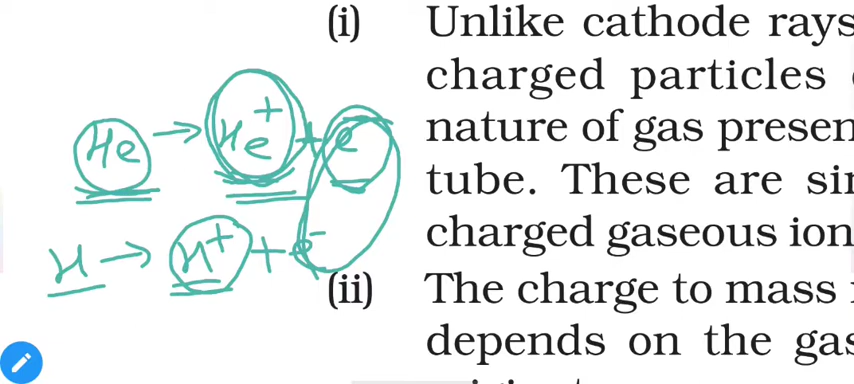 (i) Unlike cathode rays
charged particles
He → He⁺ + e⁻
nature of gas presen
tube. These are sin
charged gaseous ion
H → H⁺ + e⁻
(ii) The charge to mass
depends on the gas